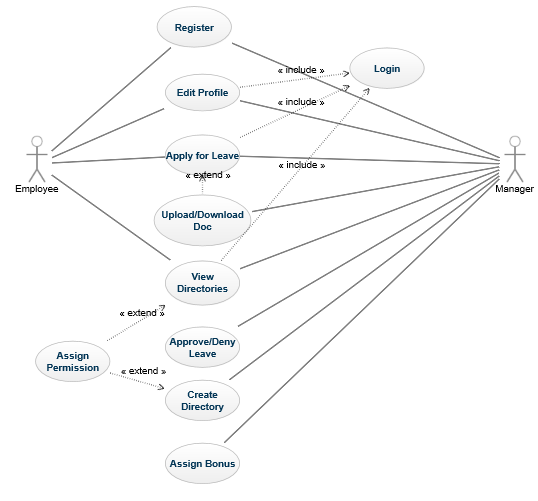 Register
Login
« include »
Edit Profile
« include »
Apply for Leave
« include »
« extend »
Employee
Manager
Upload/Download
Doc
View
Directories
« extend »
Approve/Deny
Leave
Assign
Permission
« extend »
Create
Directory
Assign Bonus